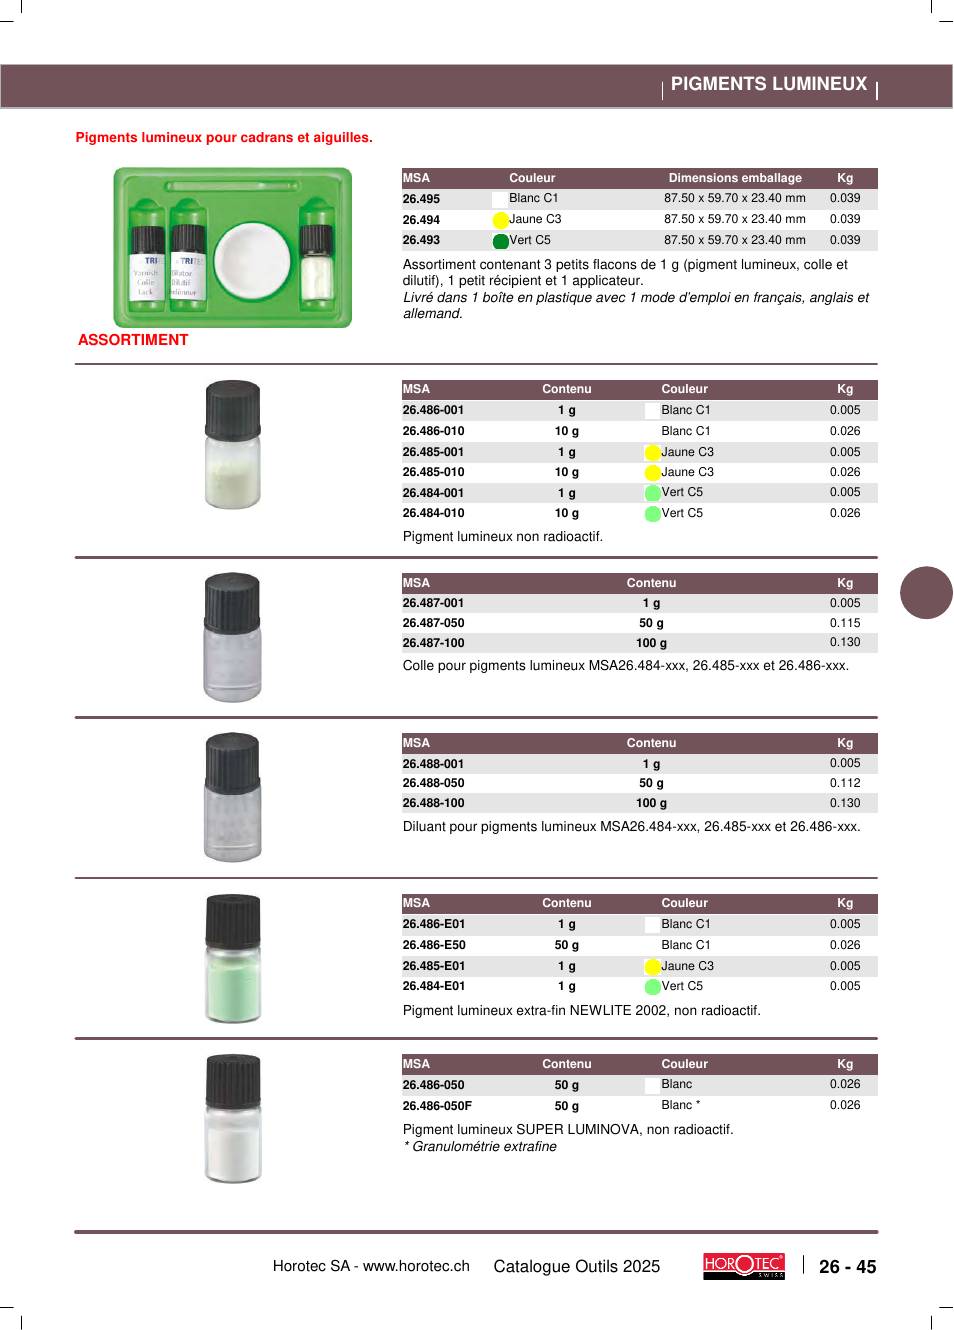 PIGMENTS LUMINEUX
Pigments lumineux pour cadrans et aiguilles.
MSA Couleur Dimensions emballage Kg
26.495 Blanc C1 87.50 x 59.70 x 23.40 mm 0.039
26.494 Jaune C3 87.50 x 59.70 x 23.40 mm 0.039
26.493 Vert C5 87.50 x 59.70 x 23.40 mm 0.039
Assortiment contenant 3 petits flacons de 1 g (pigment lumineux, colle et
dilutif), 1 petit récipient et 1 applicateur.
Livré dans 1 boîte en plastique avec 1 mode d'emploi en français, anglais et
allemand.
TRI
Varnish
Colle
Lack
TRITEC
Dilutif
ASSORTIMENT
MSA Contenu Couleur Kg
26.486-001 1 g Blanc C1 0.005
26.486-010 10 g Blanc C1 0.026
26.485-001 1 g Jaune C3 0.005
26.485-010 10 g Jaune C3 0.026
26.484-001 1 g Vert C5 0.005
26.484-010 10 g Vert C5 0.026
Pigment lumineux non radioactif.
MSA Contenu Kg
26.487-001 1 g 0.005
26.487-050 50 g 0.115
26.487-100 100 g 0.130
Colle pour pigments lumineux MSA26.484-xxx, 26.485-xxx et 26.486-xxx.
MSA Contenu Kg
26.488-001 1 g 0.005
26.488-050 50 g 0.112
26.488-100 100 g 0.130
Diluant pour pigments lumineux MSA26.484-xxx, 26.485-xxx et 26.486-xxx.
MSA Contenu Couleur Kg
26.486-E01 1 g Blanc C1 0.005
26.486-E50 50 g Blanc C1 0.026
26.485-E01 1 g Jaune C3 0.005
26.484-E01 1 g Vert C5 0.005
Pigment lumineux extra-fin NEWLITE 2002, non radioactif.
MSA Contenu Couleur Kg
26.486-050 50 g Blanc 0.026
26.486-050F 50 g Blanc * 0.026
Pigment lumineux SUPER LUMINOVA, non radioactif.
* Granulométrie extrafine
Horotec SA - www.horotec.ch Catalogue Outils 2025 HOROTEC® SWISS 26 - 45